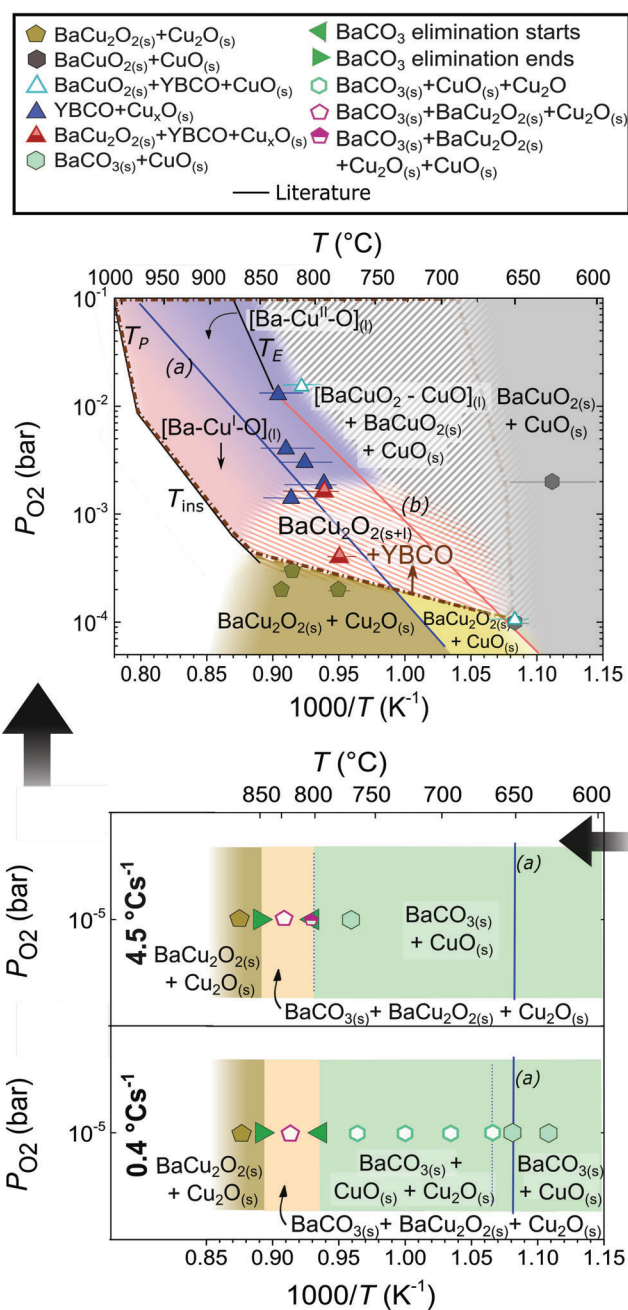 BaCu2O2(s)+Cu2O(s)
BaCuO2(s)+CuO(s)
BaCuO2(s)+YBCO+CuO(s)
YBCO+CuxO(s)
BaCu2O2(s)+YBCO+CuxO(s)
BaCO3(s)+CuO(s)
BaCO3 elimination starts
BaCO3 elimination ends
BaCO3(s)+CuO(s)+Cu2O
BaCO3(s)+BaCu2O2(s)+Cu2O(s)
BaCO3(s)+BaCu2O2(s)
+Cu2O(s)+CuO(s)
Literature
T (°C)
1000 950 900 850 800 750 700 650 600
10-1
10-2
10-3
10-4
PO2 (bar)
TP
(a)
TE
[Ba-CuII-O](l)
[BaCuO2 - CuO](l)
+ BaCuO2(s)
+ CuO(s)
BaCuO2(s)
+ CuO(s)
[Ba-CuI-O](l)
Tins
(b)
BaCu2O2(s+l)
+YBCO
BaCu2O2(s) + Cu2O(s)
BaCu2O2(s)
+ CuO(s)
0.80 0.85 0.90 0.95 1.00 1.05 1.10 1.15
1000/T (K-1)
T (°C)
850 800 750 700 650 600
PO2 (bar)
10-5
4.5 °Cs-1
(a)
BaCO3(s)
+ CuO(s)
BaCu2O2(s)
+ Cu2O(s)
BaCO3(s)+ BaCu2O2(s) + Cu2O(s)
PO2 (bar)
10-5
0.4 °Cs-1
(a)
BaCu2O2(s)
+ Cu2O(s)
BaCO3(s) +
CuO(s) + Cu2O(s)
BaCO3(s)
+ CuO(s)
BaCO3(s)+ BaCu2O2(s)+ Cu2O(s)
0.80 0.85 0.90 0.95 1.00 1.05 1.10 1.15
1000/T (K-1)